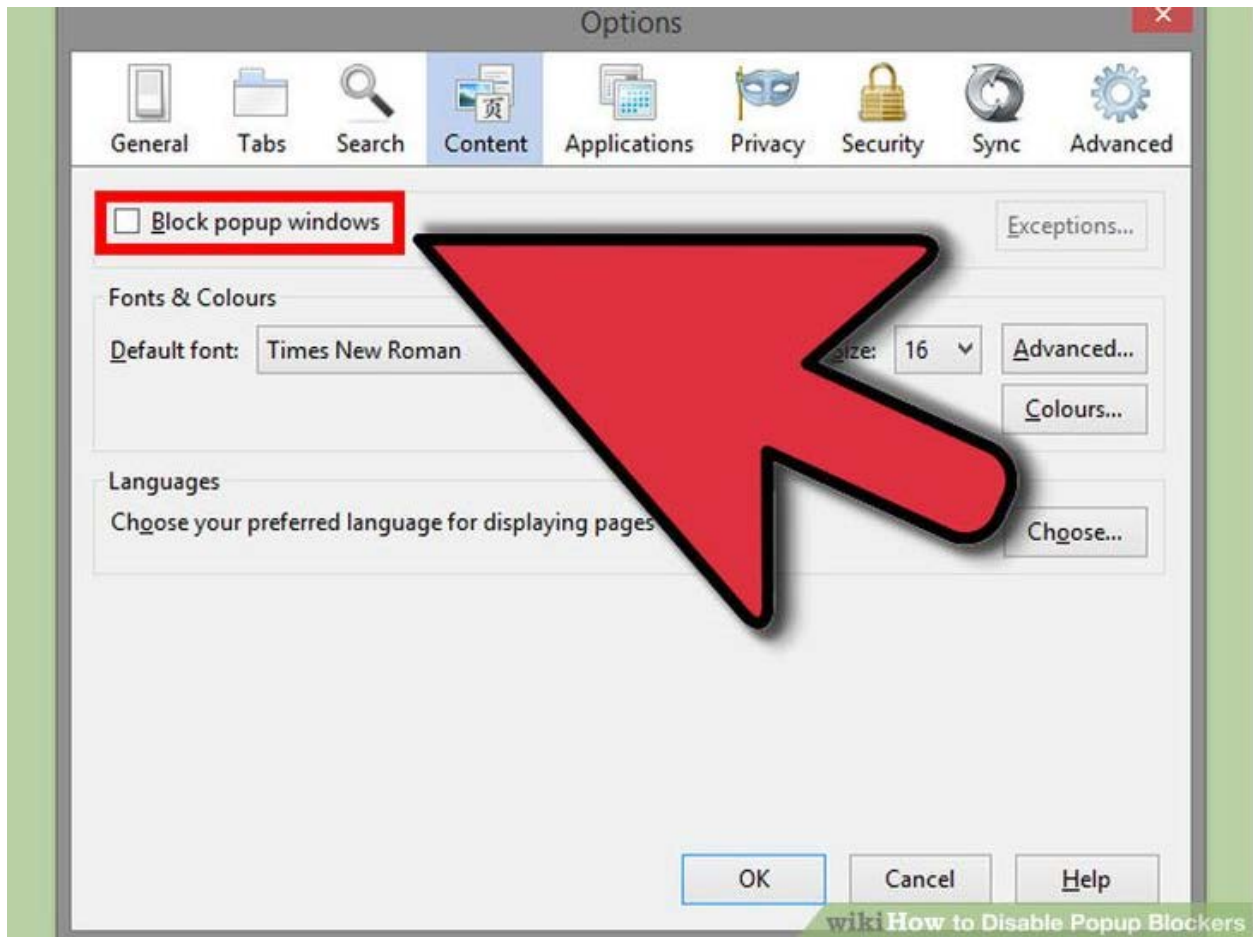 Options
General Tabs Search Content Applications Privacy Security Sync Advanced
页
Block popup windows
Exceptions...
Fonts & Colours
Default font: Times New Roman Size: 16 Advanced...
Colours...
Languages
Choose your preferred language for displaying pages Choose...
OK Cancel Help
wikiHow to Disable Popup Blockers